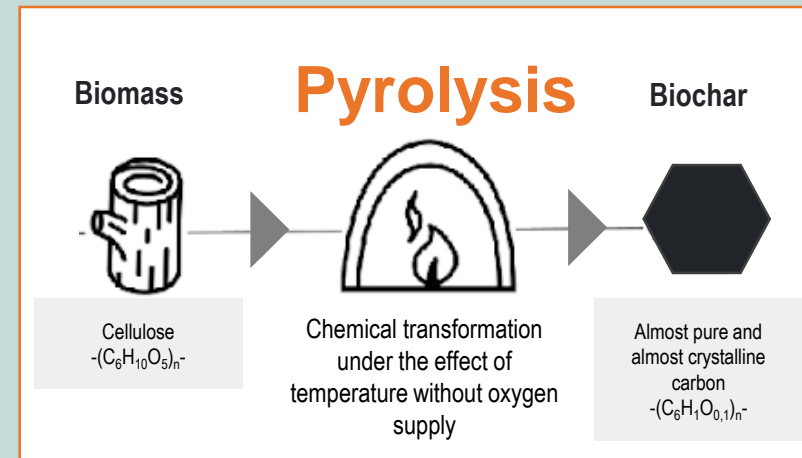 Biomass
Pyrolysis
Biochar
Cellulose
-(C₆H₁₀O₅)ₙ-
Chemical transformation
under the effect of
temperature without oxygen
supply
Almost pure and
almost crystalline
carbon
-(C₆H₁O₀,₁)ₙ-